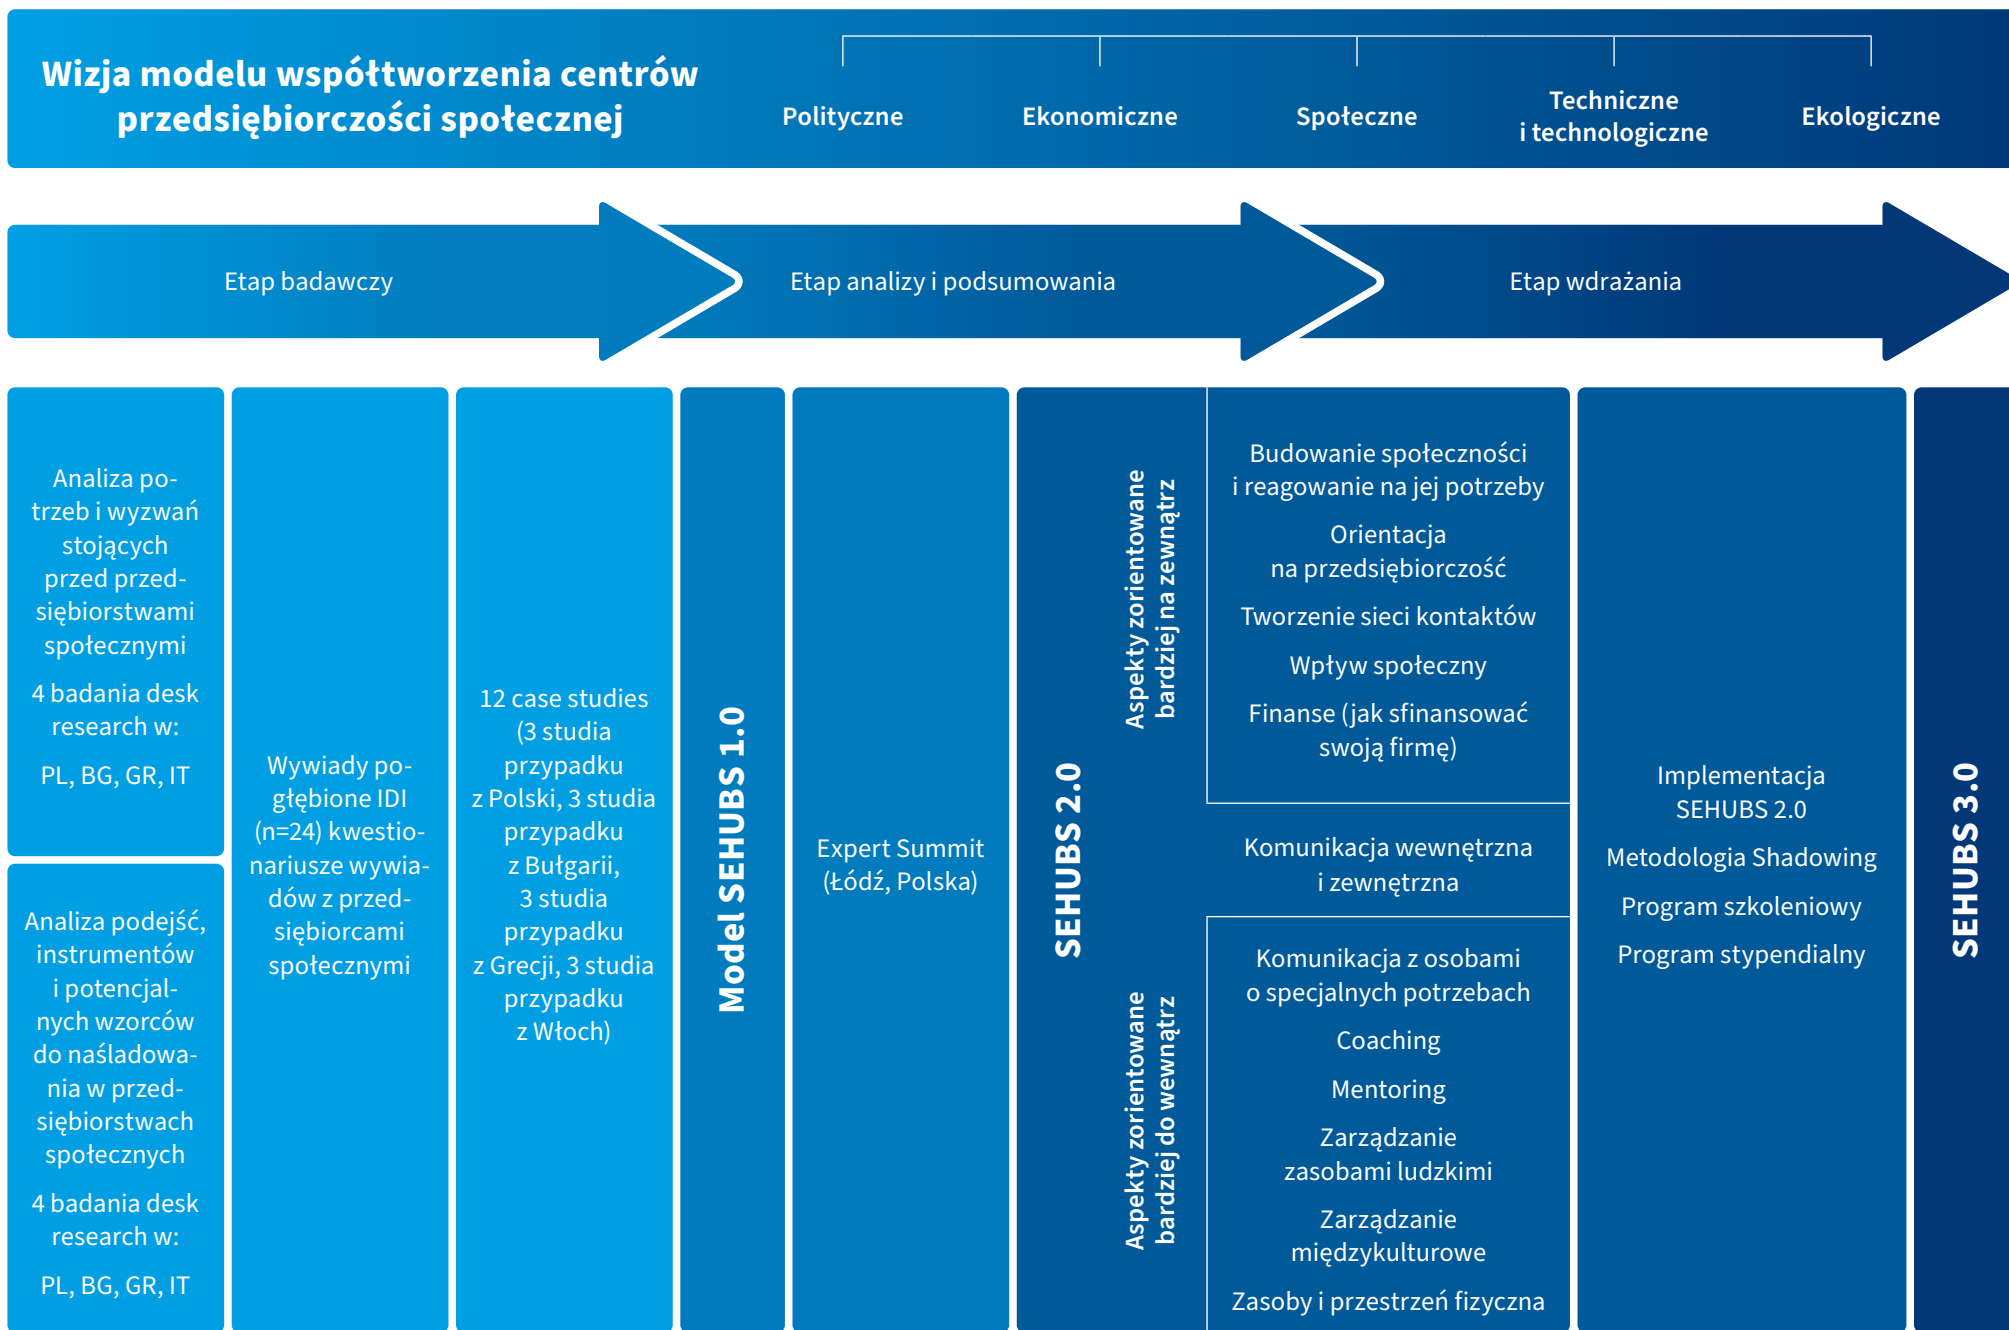 Wizja modelu współtworzenia centrów
przedsiębiorczości społecznej
Polityczne
Ekonomiczne
Społeczne
Techniczne
i technologiczne
Ekologiczne
Etap badawczy
Etap analizy i podsumowania
Etap wdrażania
Analiza po-
trzeb i wyzwań
stojących
przed przed-
siębiorstwami
społecznymi
4 badania desk
research w:
PL, BG, GR, IT
Analiza podejść,
instrumentów
i potencjal-
nych wzorców
do naśladowa-
nia w przed-
siębiorstwach
społecznych
4 badania desk
research w:
PL, BG, GR, IT
Wywiady po-
głębione IDI
(n=24) kwestio-
nariusze wywia-
dów z przed-
siębiorcami
społecznymi
12 case studies
(3 studia
przypadku
z Polski, 3 studia
przypadku
z Bułgarii,
3 studia
przypadku
z Grecji, 3 studia
przypadku
z Włoch)
Model SEHUBS 1.0
Expert Summit
(Łódź, Polska)
SEHUBS 2.0
Aspekty zorientowane
bardziej na zewnątrz
Budowanie społeczności
i reagowanie na jej potrzeby
Orientacja
na przedsiębiorczość
Tworzenie sieci kontaktów
Wpływ społeczny
Finanse (jak sfinansować
swoją firmę)
Komunikacja wewnętrzna
i zewnętrzna
Aspekty zorientowane
bardziej do wewnątrz
Komunikacja z osobami
o specjalnych potrzebach
Coaching
Mentoring
Zarządzanie
zasobami ludzkimi
Zarządzanie
międzykulturowe
Zasoby i przestrzeń fizyczna
Implementacja
SEHUBS 2.0
Metodologia Shadowing
Program szkoleniowy
Program stypendialny
SEHUBS 3.0